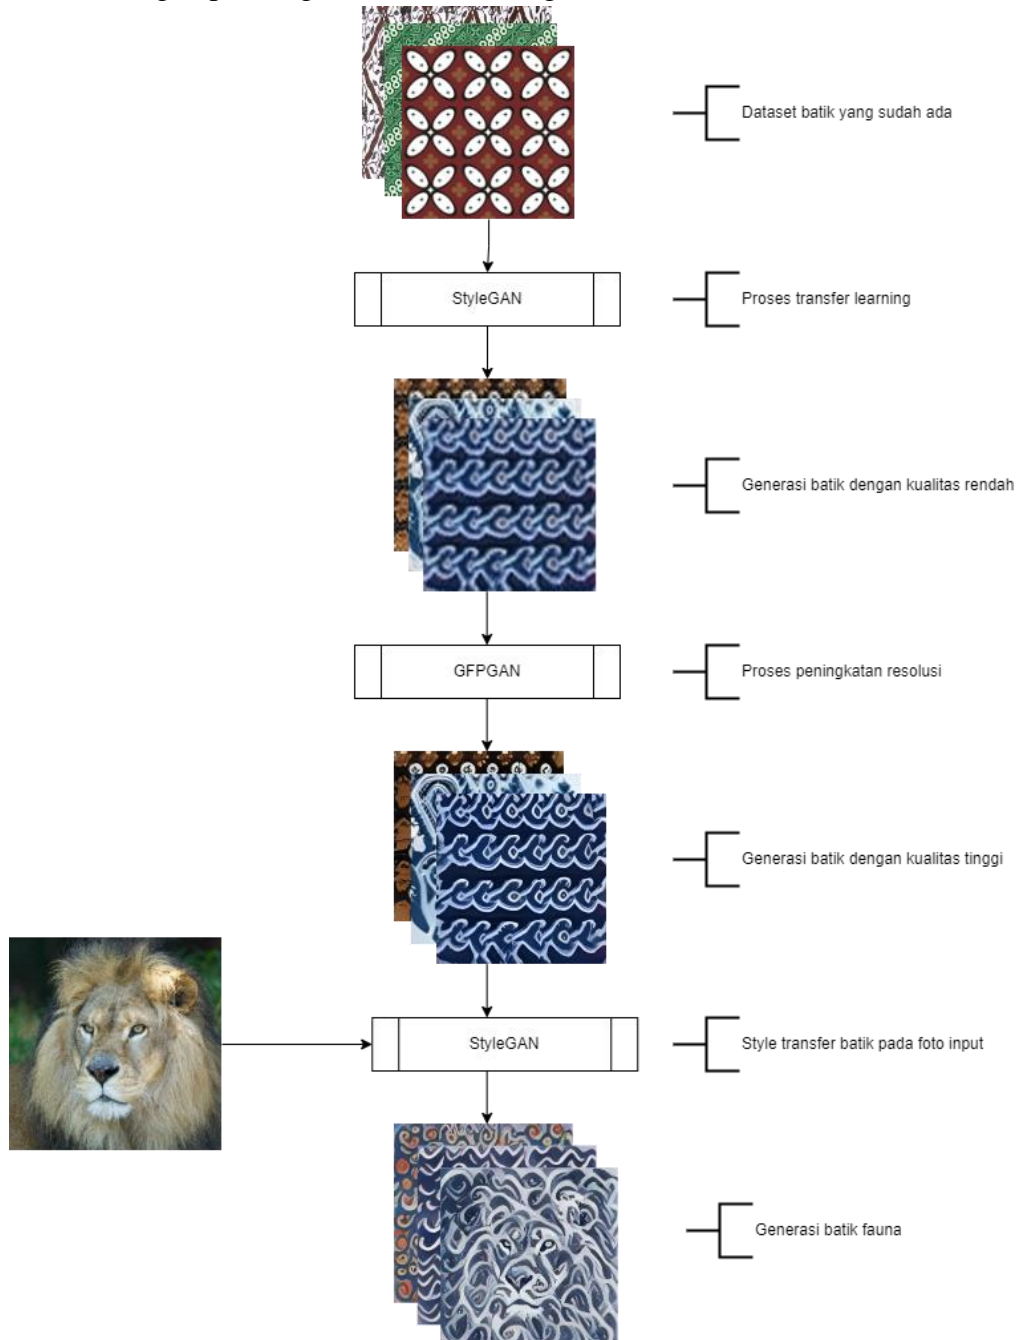 Dataset batik yang sudah ada
StyleGAN
Proses transfer learning
Generasi batik dengan kualitas rendah
GFPGAN
Proses peningkatan resolusi
Generasi batik dengan kualitas tinggi
StyleGAN
Style transfer batik pada foto input
Generasi batik fauna